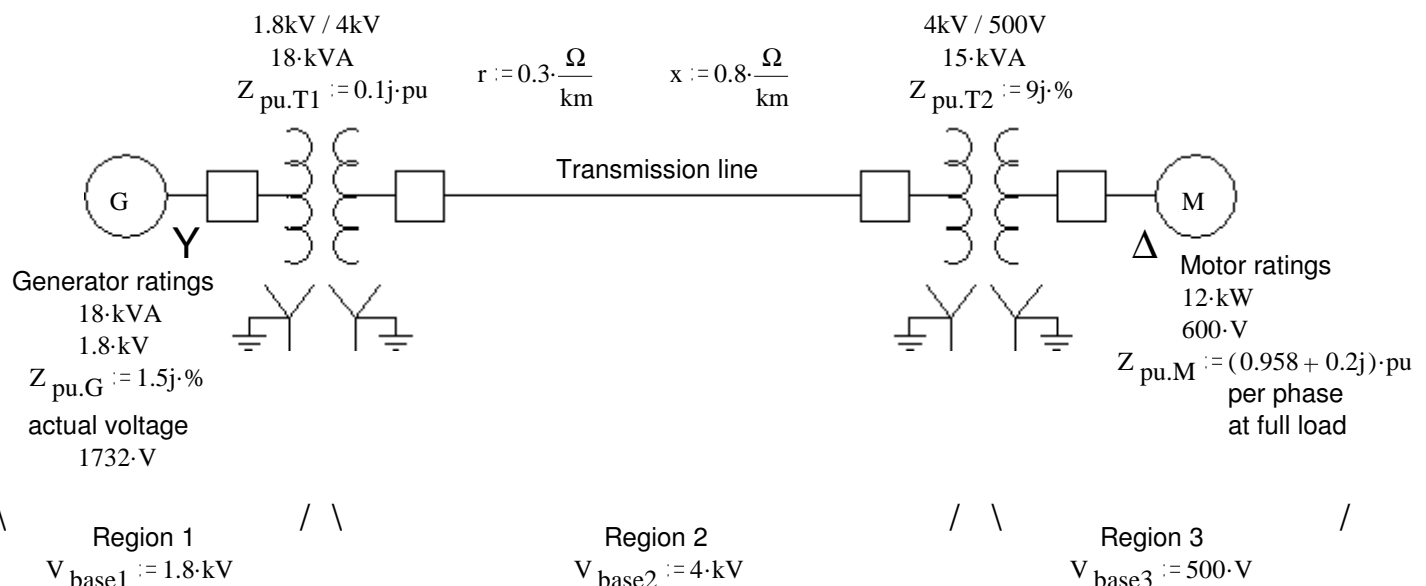 1.8kV / 4kV
18·kVA
Z pu.T1 := 0.1j·pu
r := 0.3·Ω/km
x := 0.8·Ω/km
4kV / 500V
15·kVA
Z pu.T2 := 9j·%
Transmission line
G
M
Y
Δ
Generator ratings
18·kVA
1.8·kV
Z pu.G := 1.5j·%
actual voltage
1732·V
Motor ratings
12·kW
600·V
Z pu.M := (0.958 + 0.2j)·pu
per phase
at full load
\ / \ / \ /
Region 1
V base1 := 1.8·kV
Region 2
V base2 := 4·kV
Region 3
V base3 := 500·V